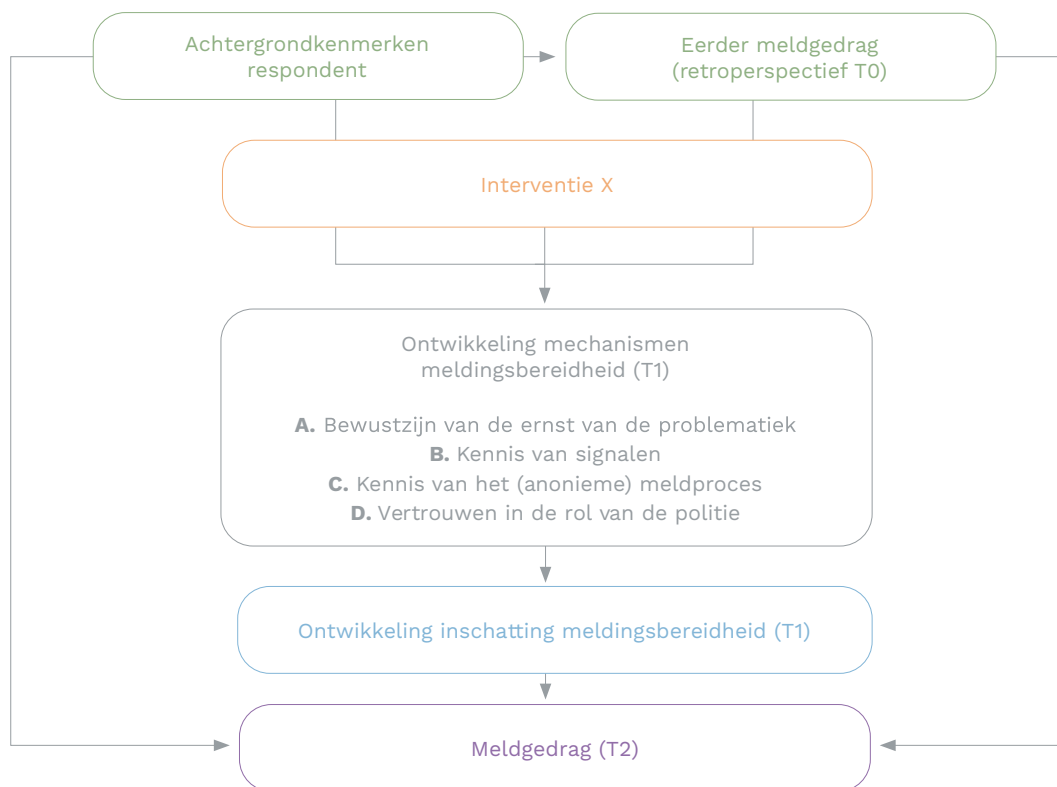 Achtergrondkenmerken
respondent
Eerder meldgedrag
(retroperspectief T0)
Interventie X
Ontwikkeling mechanismen
meldingsbereidheid (T1)
A. Bewustzijn van de ernst van de problematiek
B. Kennis van signalen
C. Kennis van het (anonieme) meldproces
D. Vertrouwen in de rol van de politie
Ontwikkeling inschatting meldingsbereidheid (T1)
Meldgedrag (T2)